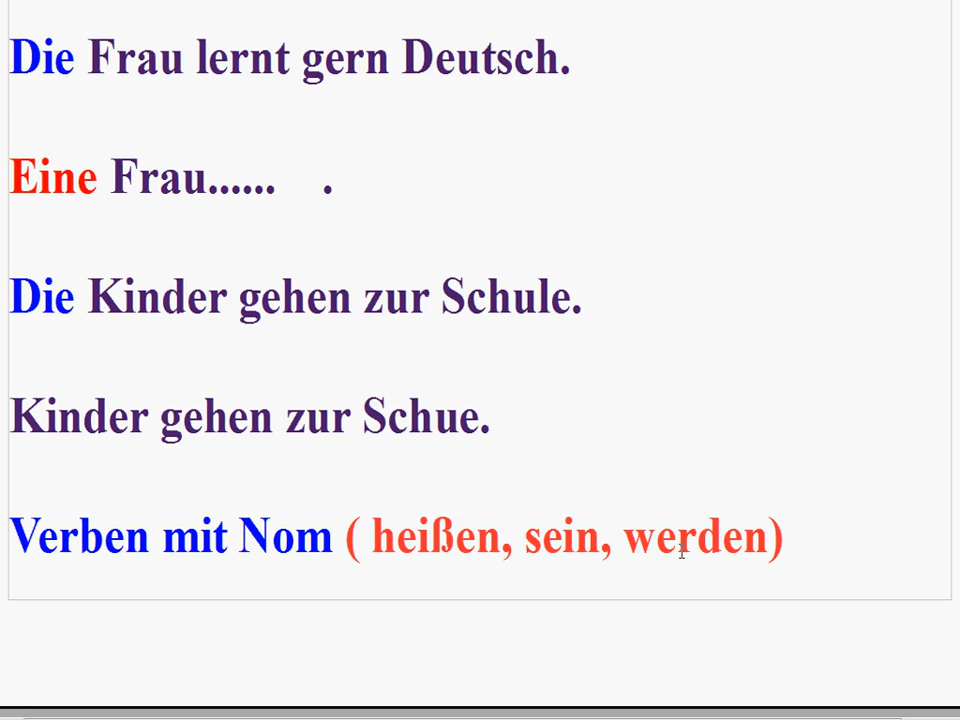 Die Frau lernt gern Deutsch.
Eine Frau...... .
Die Kinder gehen zur Schule.
Kinder gehen zur Schue.
Verben mit Nom ( heißen, sein, werden)